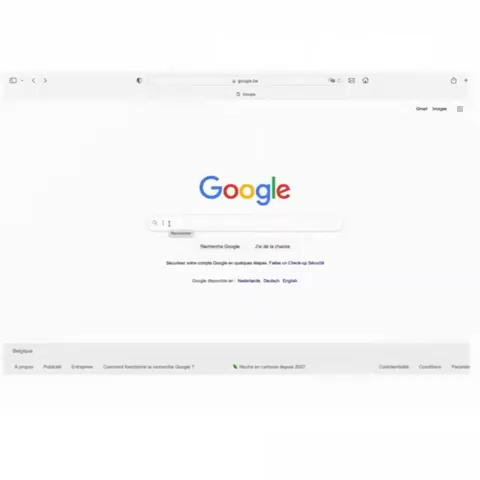 google.be
Google
Gmail Images
Google
Rechercher
Recherche Google J'ai de la chance
Sécurisez votre compte Google en quelques étapes. Faites un Check-up Sécurité
Google disponible en : Nederlands Deutsch English
Belgique
À propos Publicité Entreprise Comment fonctionne la recherche Google ? Neutre en carbone depuis 2007 Confidentialité Conditions